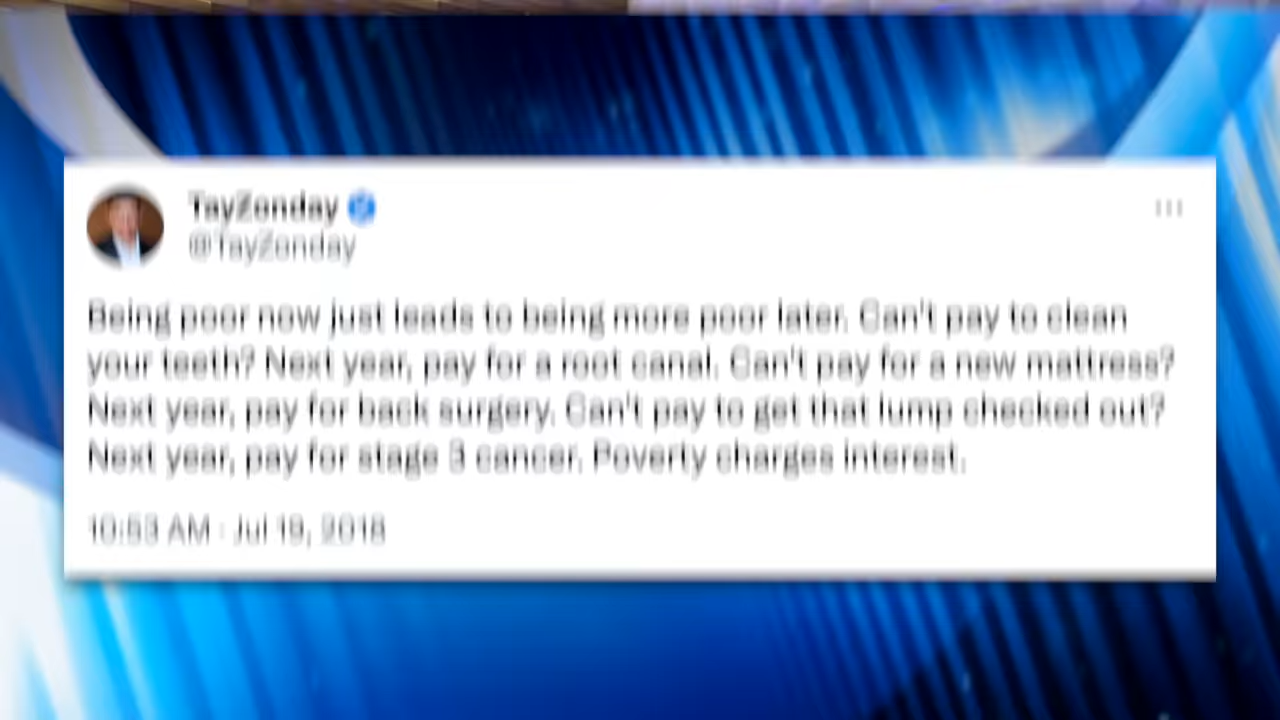 TayZonday
@TayZonday
Being poor now just leads to being more poor later. Can't pay to clean
your teeth? Next year, pay for a root canal. Can't pay for a new mattress?
Next year, pay for back surgery. Can't pay to get that lump checked out?
Next year, pay for stage 3 cancer. Poverty charges interest.
10:53 AM · Jul 19, 2018